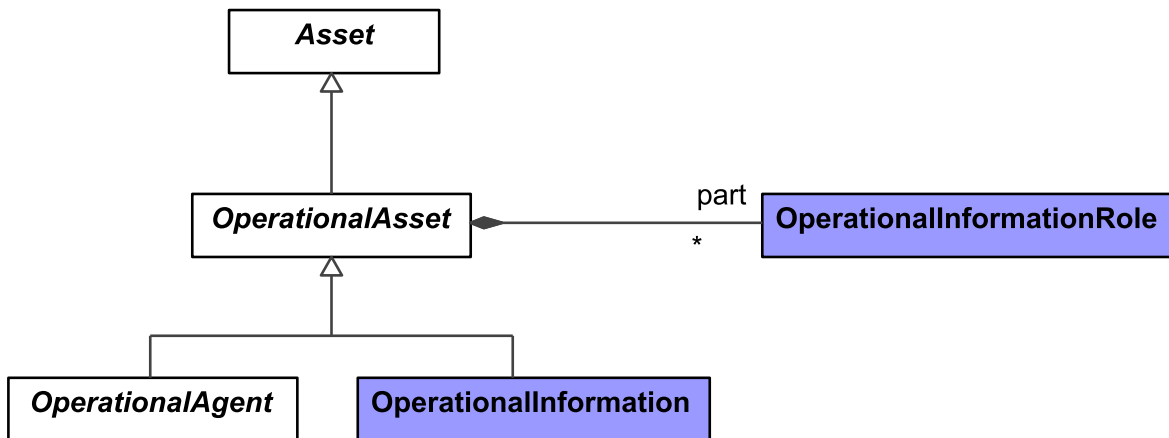 Asset
part
OperationalAsset
OperationalInformationRole
*
OperationalAgent
OperationalInformation